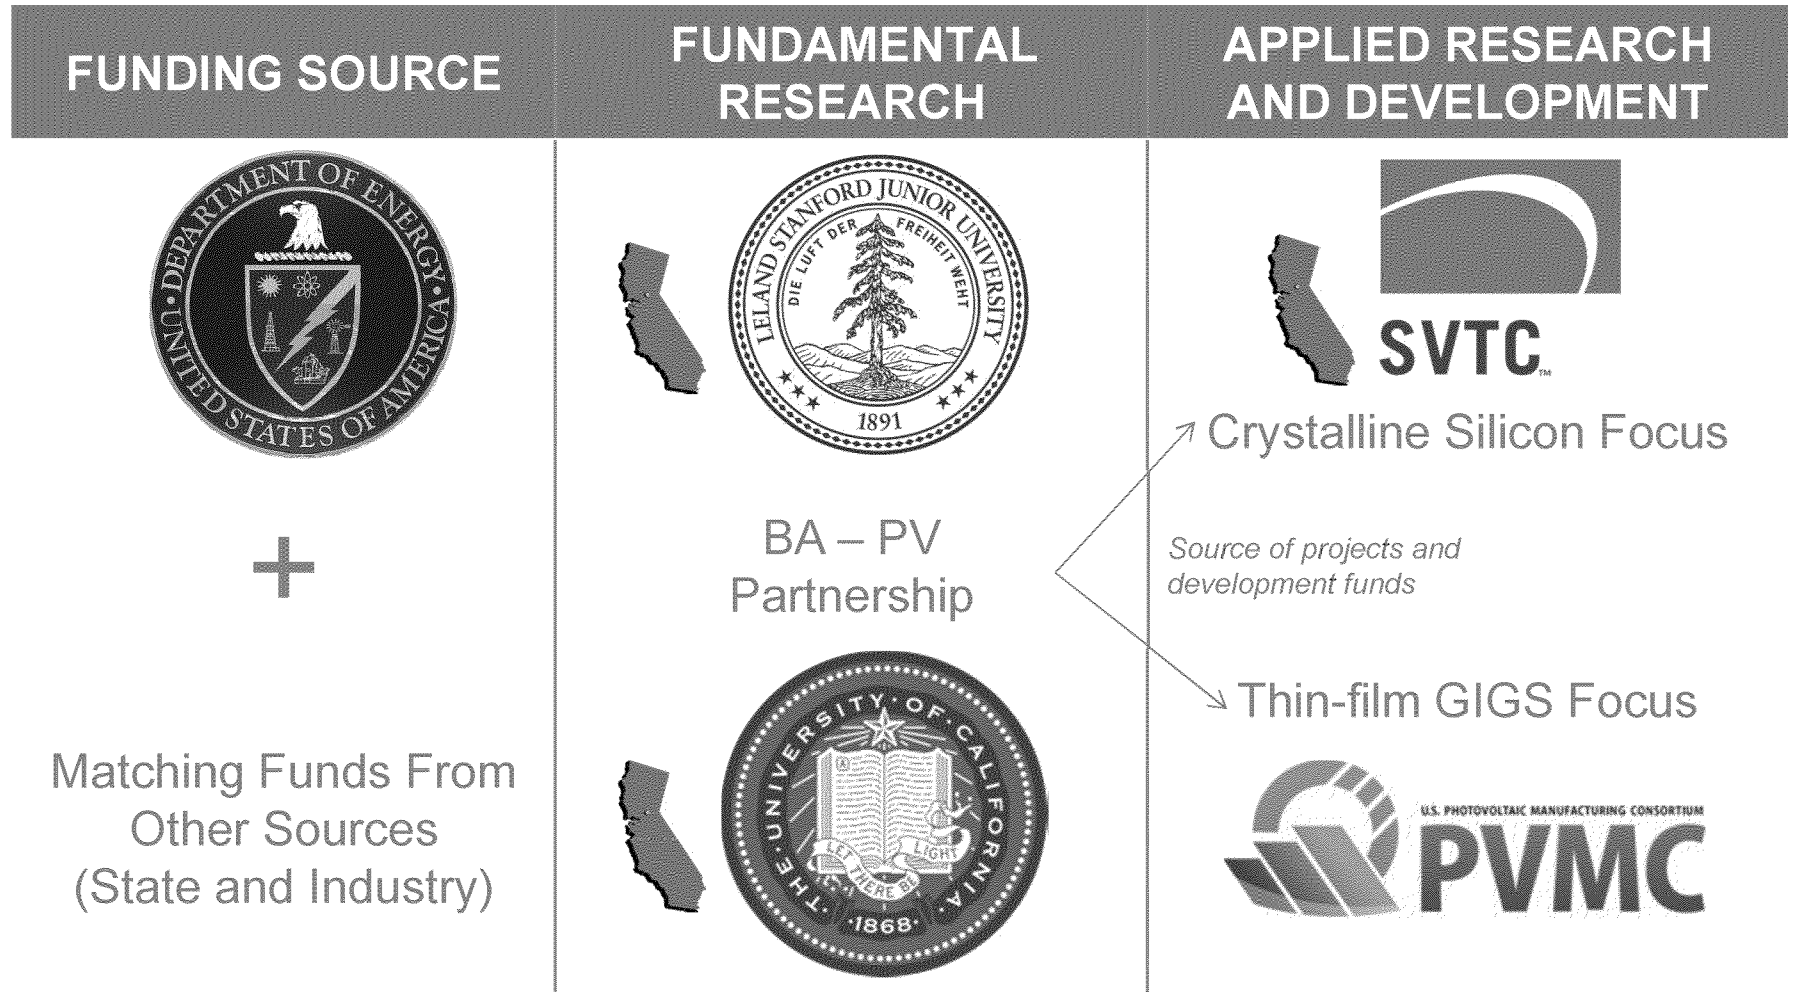 FUNDING SOURCE
FUNDAMENTAL
RESEARCH
APPLIED RESEARCH
AND DEVELOPMENT
·DEPARTMENT OF ENERGY·
UNITED STATES OF AMERICA
+
Matching Funds From
Other Sources
(State and Industry)
LELAND STANFORD JUNIOR UNIVERSITY
DIE LUFT DER FREIHEIT WEHT
1891
BA – PV
Partnership
·THE·UNIVERSITY·OF·CALIFORNIA·
A
LET THERE BE LIGHT
·1868·
SVTC™
Crystalline Silicon Focus
Source of projects and
development funds
Thin-film GIGS Focus
U.S. PHOTOVOLTAIC MANUFACTURING CONSORTIUM
PVMC